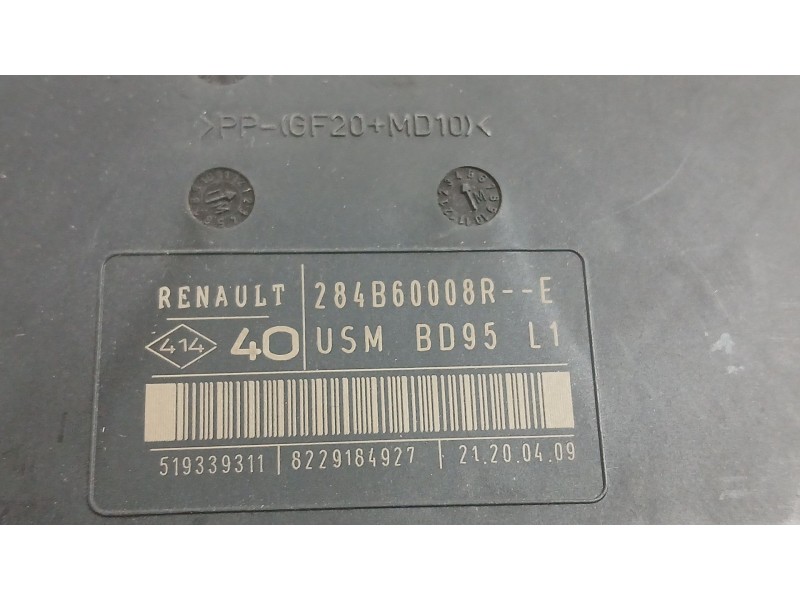 >PP-(GF20+MD10)<
RENAULT
284B60008R--E
414
40
USM BD95 L1
519339311
8229184927
21.20.04.09